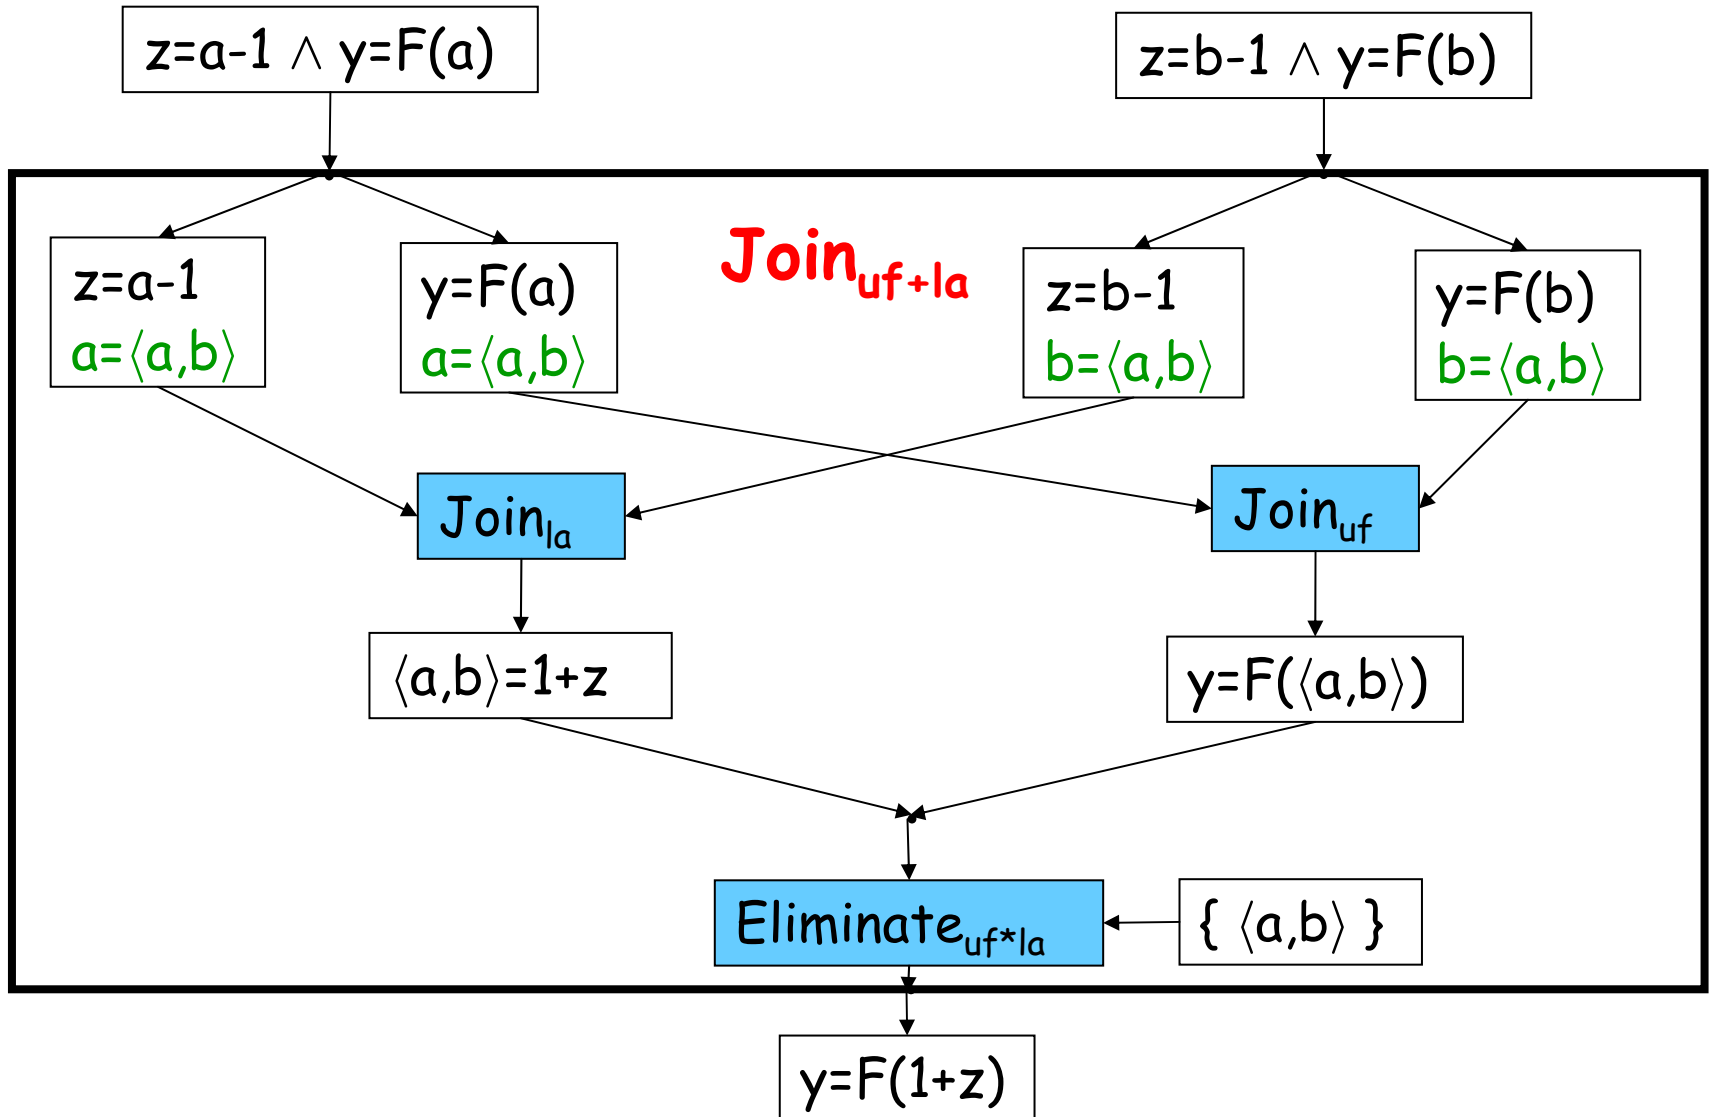 z=a-1 ∧ y=F(a)
z=b-1 ∧ y=F(b)
z=a-1
a=⟨a,b⟩
y=F(a)
a=⟨a,b⟩
Join_uf+la
z=b-1
b=⟨a,b⟩
y=F(b)
b=⟨a,b⟩
Join_la
Join_uf
⟨a,b⟩=1+z
y=F(⟨a,b⟩)
Eliminate_uf*la
{ ⟨a,b⟩ }
y=F(1+z)